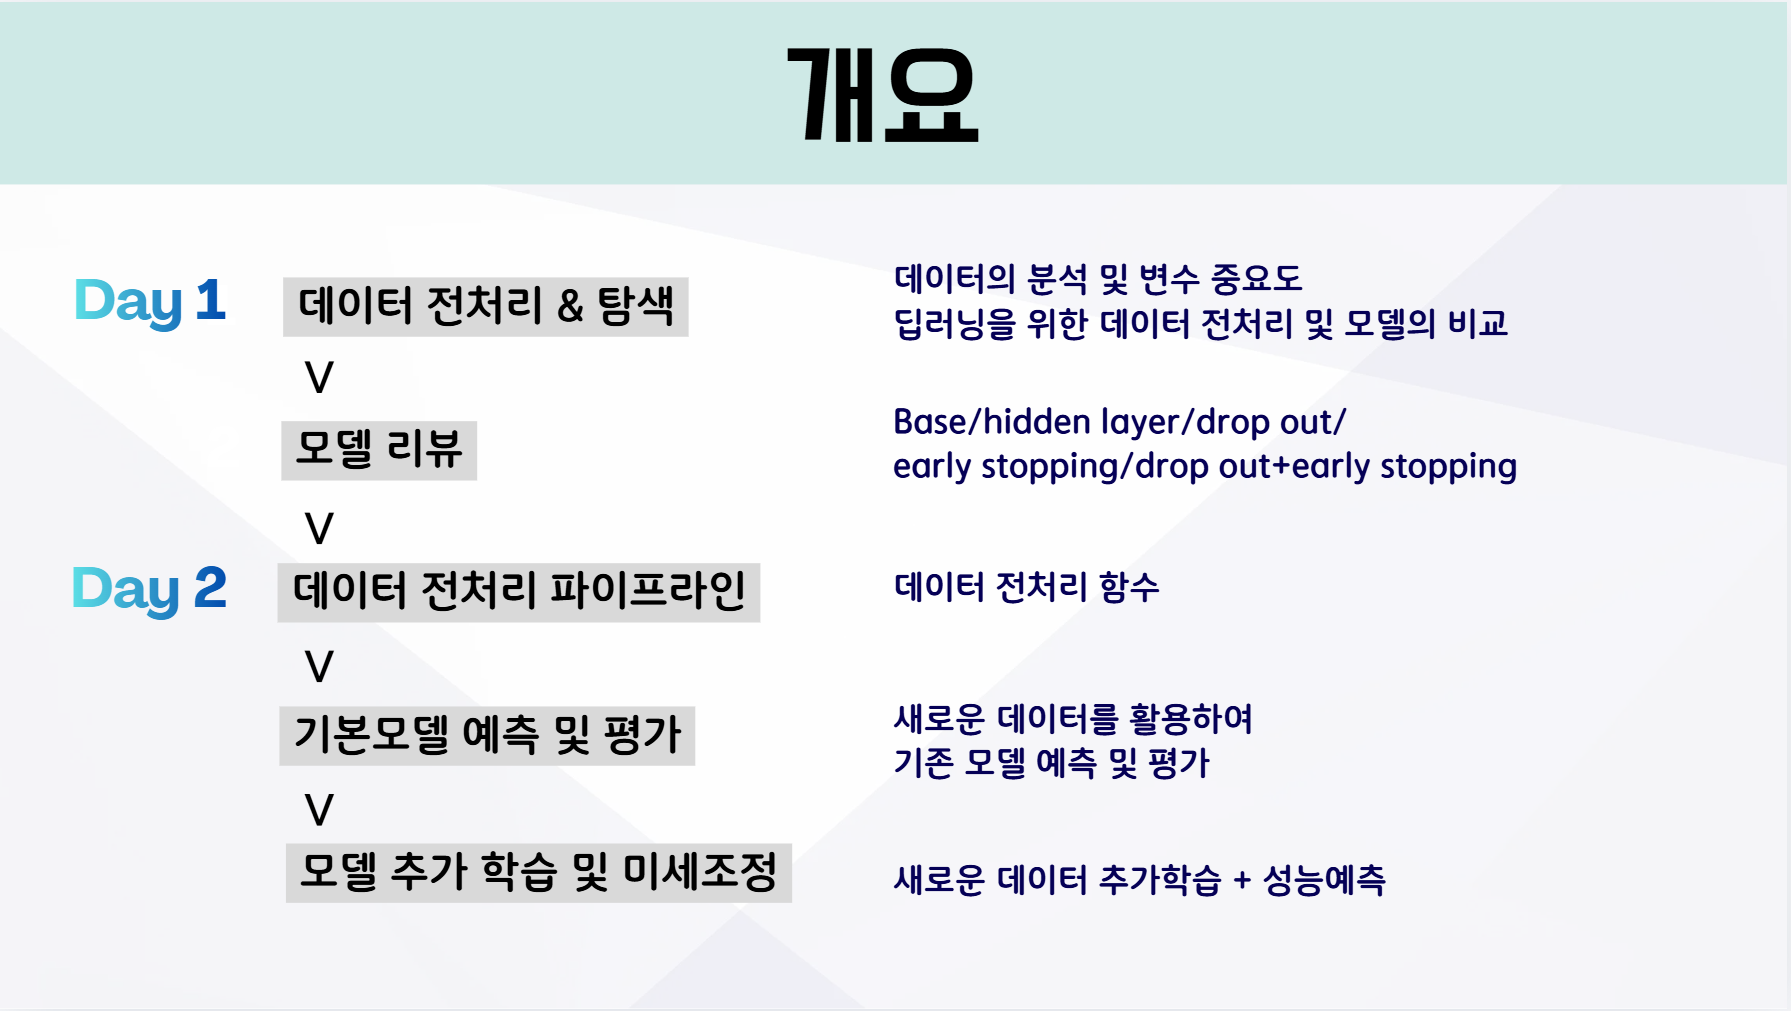 개요
Day 1
데이터 전처리 & 탐색
데이터의 분석 및 변수 중요도
딥러닝을 위한 데이터 전처리 및 모델의 비교
V
모델 리뷰
Base/hidden layer/drop out/
early stopping/drop out+early stopping
V
Day 2
데이터 전처리 파이프라인
데이터 전처리 함수
V
기본모델 예측 및 평가
새로운 데이터를 활용하여
기존 모델 예측 및 평가
V
모델 추가 학습 및 미세조정
새로운 데이터 추가학습 + 성능예측